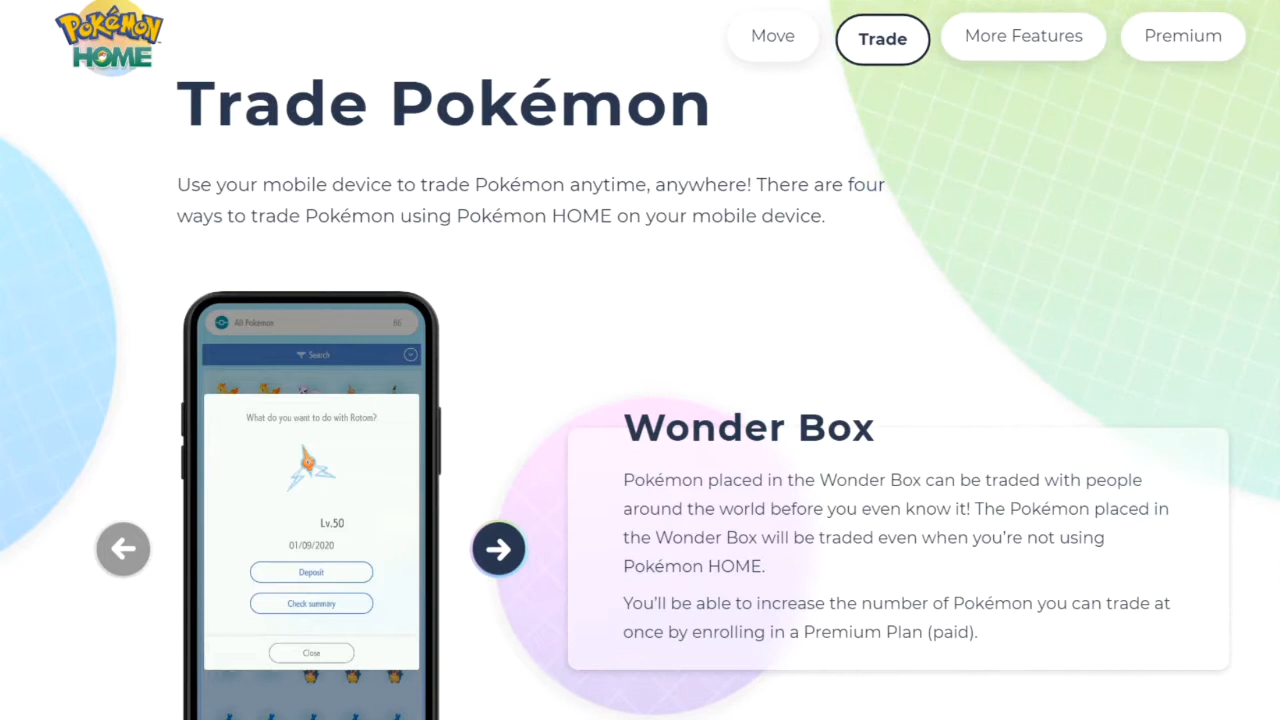 POKéMON
HOME
Move
Trade
More Features
Premium
Trade Pokémon
Use your mobile device to trade Pokémon anytime, anywhere! There are four
ways to trade Pokémon using Pokémon HOME on your mobile device.
All Pokémon
66
Search
What do you want to do with Rotom?
Lv.50
01/09/2020
Deposit
Check summary
Close
Wonder Box
Pokémon placed in the Wonder Box can be traded with people
around the world before you even know it! The Pokémon placed in
the Wonder Box will be traded even when you’re not using
Pokémon HOME.
You’ll be able to increase the number of Pokémon you can trade at
once by enrolling in a Premium Plan (paid).